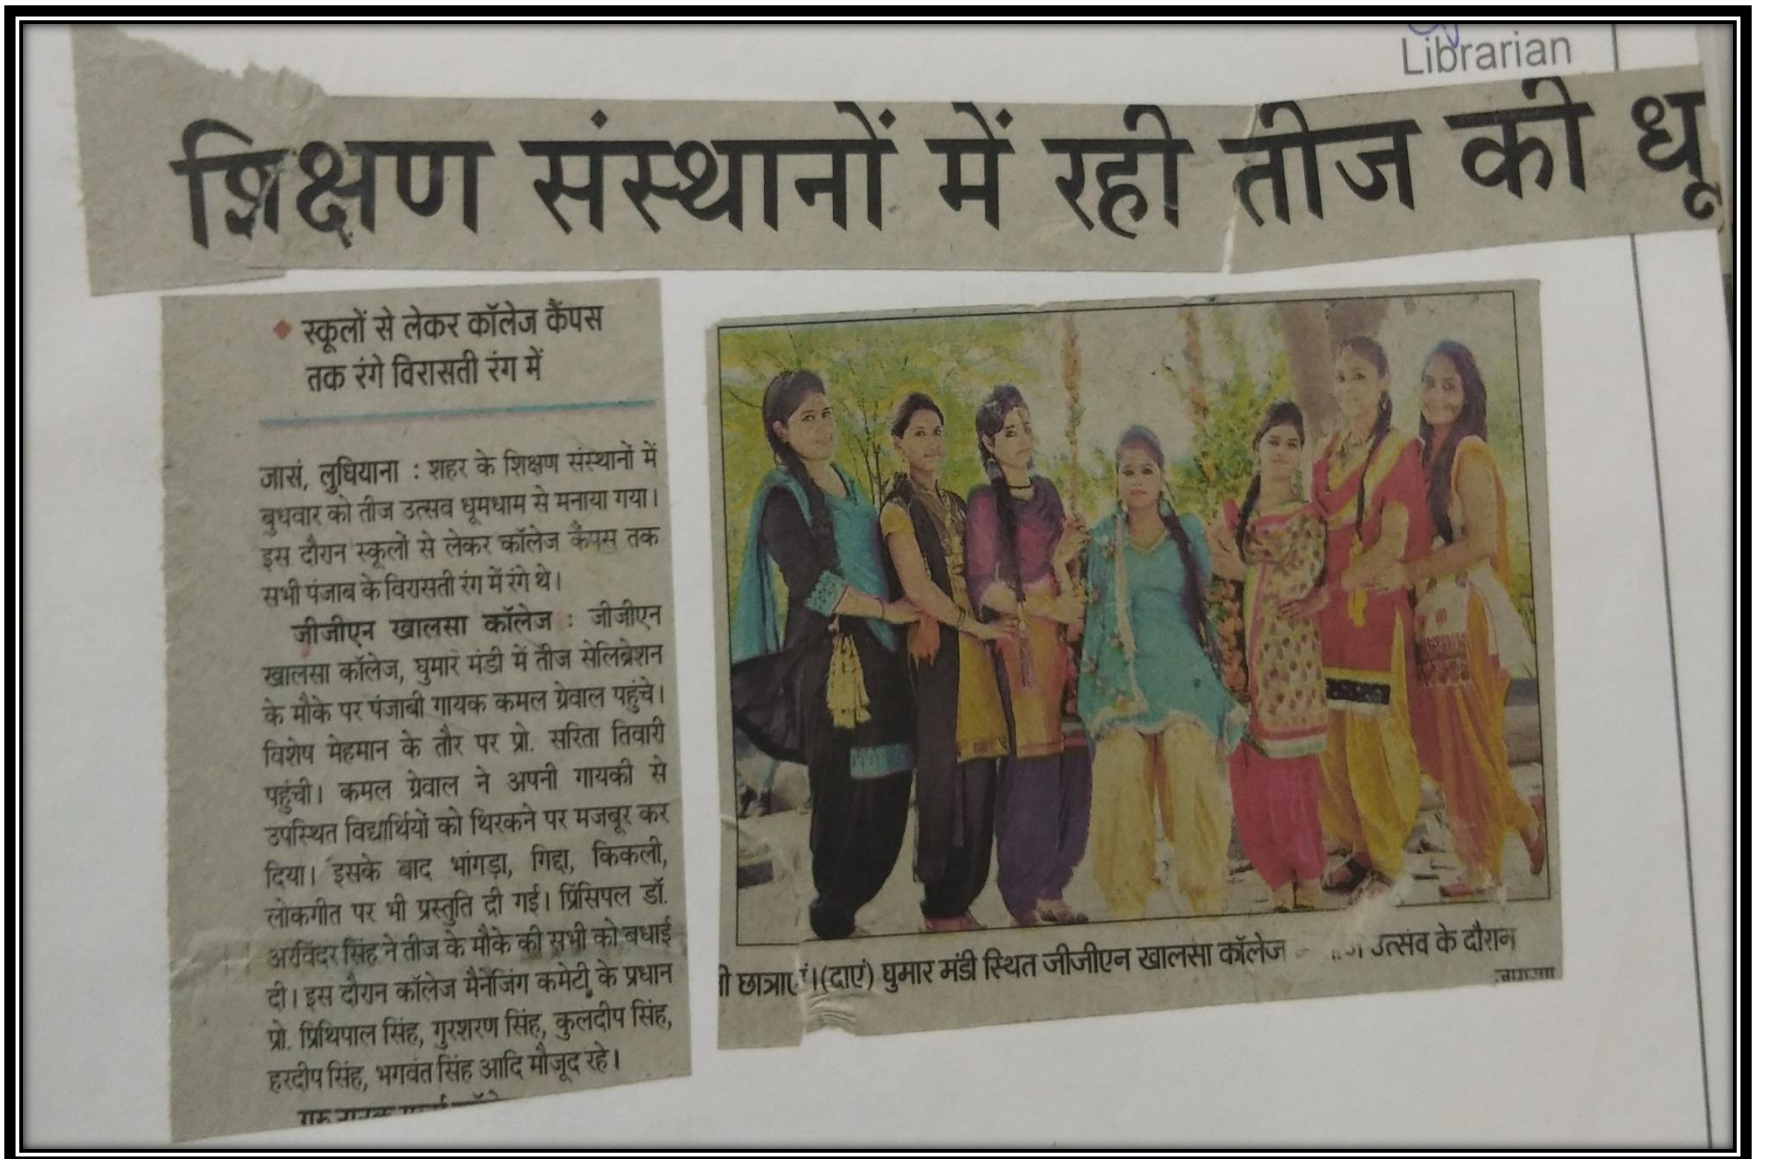 Librarian
शिक्षण संस्थानों में रही तीज की धू
स्कूलों से लेकर कॉलेज कैंपस
तक रंगे विरासती रंग में
जासं, लुधियाना : शहर के शिक्षण संस्थानों में
बुधवार को तीज उत्सव धूमधाम से मनाया गया।
इस दौरान स्कूलों से लेकर कॉलेज कैंपस तक
सभी पंजाब के विरासती रंग में रंगे थे।
जीजीएन खालसा कॉलेज : जीजीएन
खालसा कॉलेज, घुमार मंडी में तीज सेलिब्रेशन
के मौके पर पंजाबी गायक कमल ग्रेवाल पहुंचे।
विशेष मेहमान के तौर पर प्रो. सरिता तिवारी
पहुंची। कमल ग्रेवाल ने अपनी गायकी से
उपस्थित विद्यार्थियों को थिरकने पर मजबूर कर
दिया। इसके बाद भांगड़ा, गिद्दा, किकली,
लोकगीत पर भी प्रस्तुति दी गई। प्रिंसिपल डॉ.
अरविंदर सिंह ने तीज के मौके की सभी को बधाई
दी। इस दौरान कॉलेज मैनेजिंग कमेटी के प्रधान
प्रो. प्रिथिपाल सिंह, गुरशरण सिंह, कुलदीप सिंह,
हरदीप सिंह, भगवंत सिंह आदि मौजूद रहे।
छात्राएं।(दाएं) घुमार मंडी स्थित जीजीएन खालसा कॉलेज उत्सव के दौरान